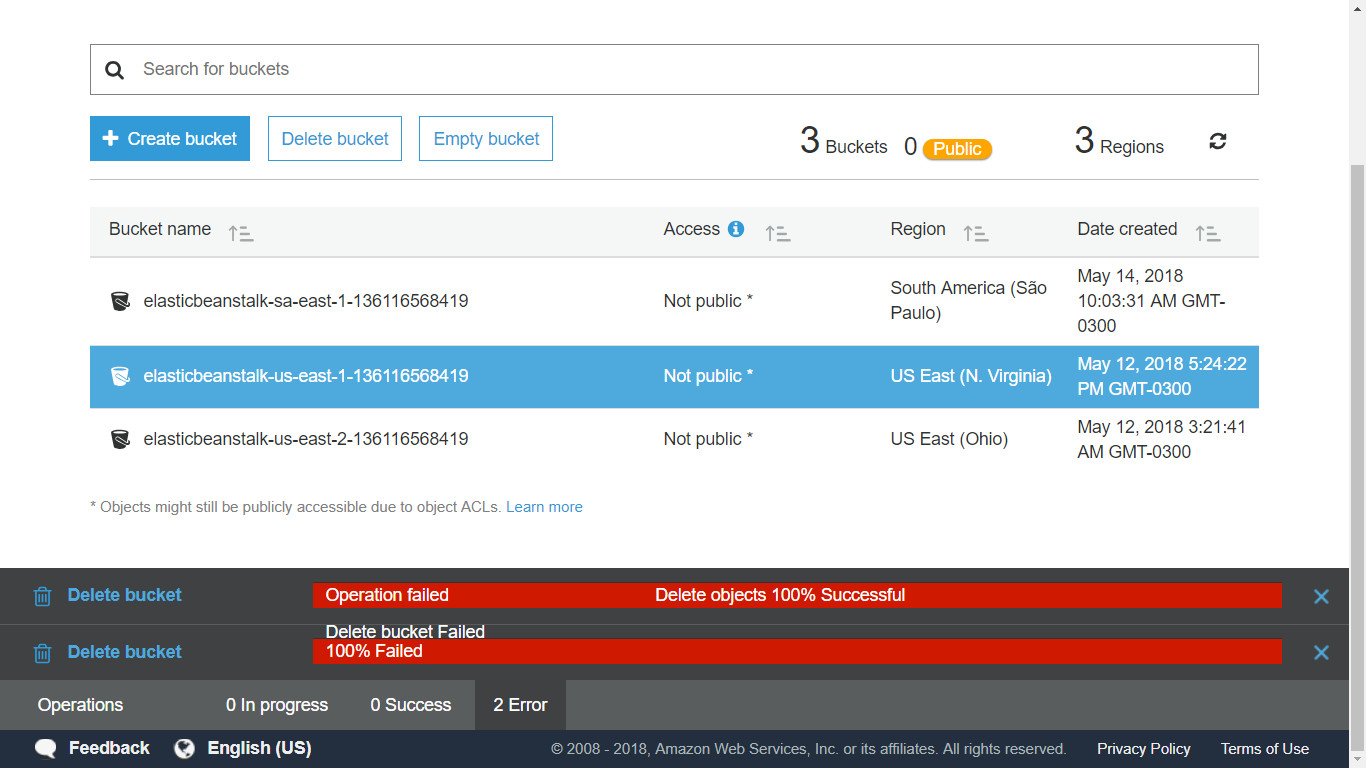 Search for buckets
Create bucket Delete bucket Empty bucket 3 Buckets 0 Public 3 Regions
Bucket name Access Region Date created
elasticbeanstalk-sa-east-1-136116568419 Not public * South America (São Paulo) May 14, 2018 10:03:31 AM GMT-0300
elasticbeanstalk-us-east-1-136116568419 Not public * US East (N. Virginia) May 12, 2018 5:24:22 PM GMT-0300
elasticbeanstalk-us-east-2-136116568419 Not public * US East (Ohio) May 12, 2018 3:21:41 AM GMT-0300
* Objects might still be publicly accessible due to object ACLs. Learn more
Delete bucket Operation failed Delete objects 100% Successful
Delete bucket Failed
Delete bucket 100% Failed
Operations 0 In progress 0 Success 2 Error
Feedback English (US) © 2008 - 2018, Amazon Web Services, Inc. or its affiliates. All rights reserved. Privacy Policy Terms of Use